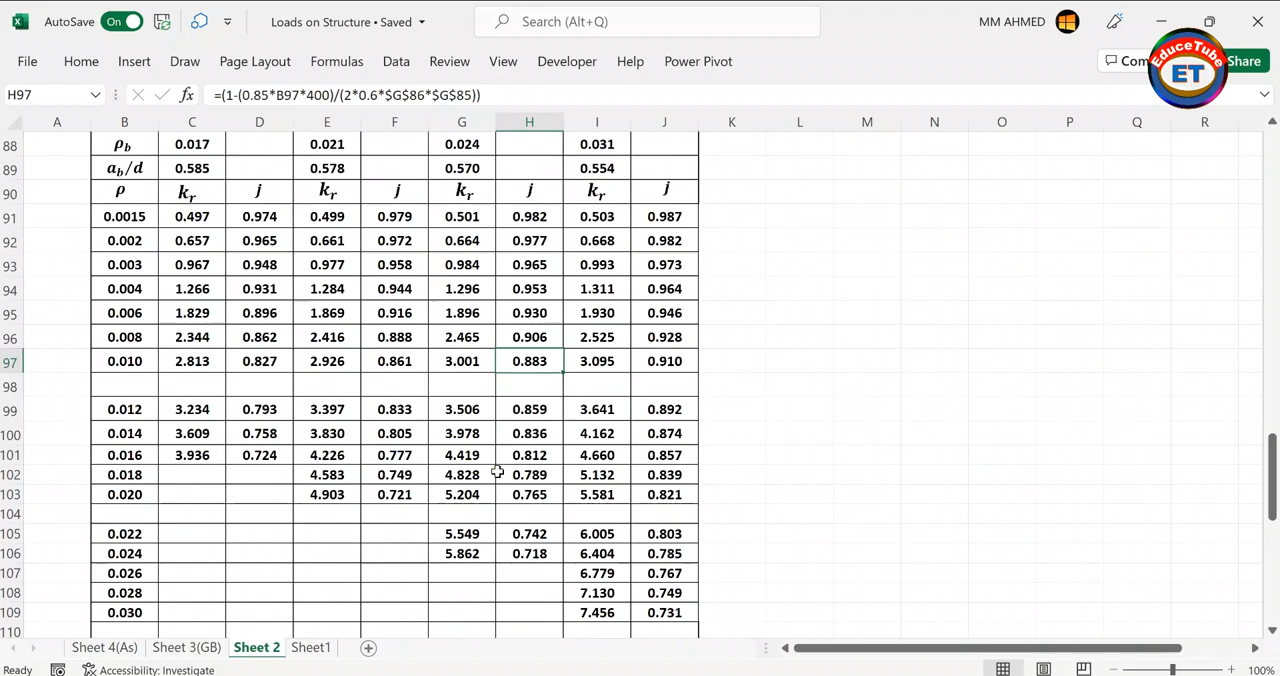 AutoSave On Loads on Structure • Saved Search (Alt+Q) MM AHMED
File Home Insert Draw Page Layout Formulas Data Review View Developer Help Power Pivot Com Share
EduceTube
ET
H97 fx =(1-(0.85*B97*400)/(2*0.6*$G$86*$G$85))
A B C D E F G H I J K L M N O P Q R
88 ρb 0.017 0.021 0.024 0.031
89 ab/d 0.585 0.578 0.570 0.554
90 ρ kr j kr j kr j kr j
91 0.0015 0.497 0.974 0.499 0.979 0.501 0.982 0.503 0.987
92 0.002 0.657 0.965 0.661 0.972 0.664 0.977 0.668 0.982
93 0.003 0.967 0.948 0.977 0.958 0.984 0.965 0.993 0.973
94 0.004 1.266 0.931 1.284 0.944 1.296 0.953 1.311 0.964
95 0.006 1.829 0.896 1.869 0.916 1.896 0.930 1.930 0.946
96 0.008 2.344 0.862 2.416 0.888 2.465 0.906 2.525 0.928
97 0.010 2.813 0.827 2.926 0.861 3.001 0.883 3.095 0.910
98
99 0.012 3.234 0.793 3.397 0.833 3.506 0.859 3.641 0.892
100 0.014 3.609 0.758 3.830 0.805 3.978 0.836 4.162 0.874
101 0.016 3.936 0.724 4.226 0.777 4.419 0.812 4.660 0.857
102 0.018 4.583 0.749 4.828 0.789 5.132 0.839
103 0.020 4.903 0.721 5.204 0.765 5.581 0.821
104
105 0.022 5.549 0.742 6.005 0.803
106 0.024 5.862 0.718 6.404 0.785
107 0.026 6.779 0.767
108 0.028 7.130 0.749
109 0.030 7.456 0.731
110
Sheet 4(As) Sheet 3(GB) Sheet 2 Sheet1
Ready Accessibility: Investigate 100%